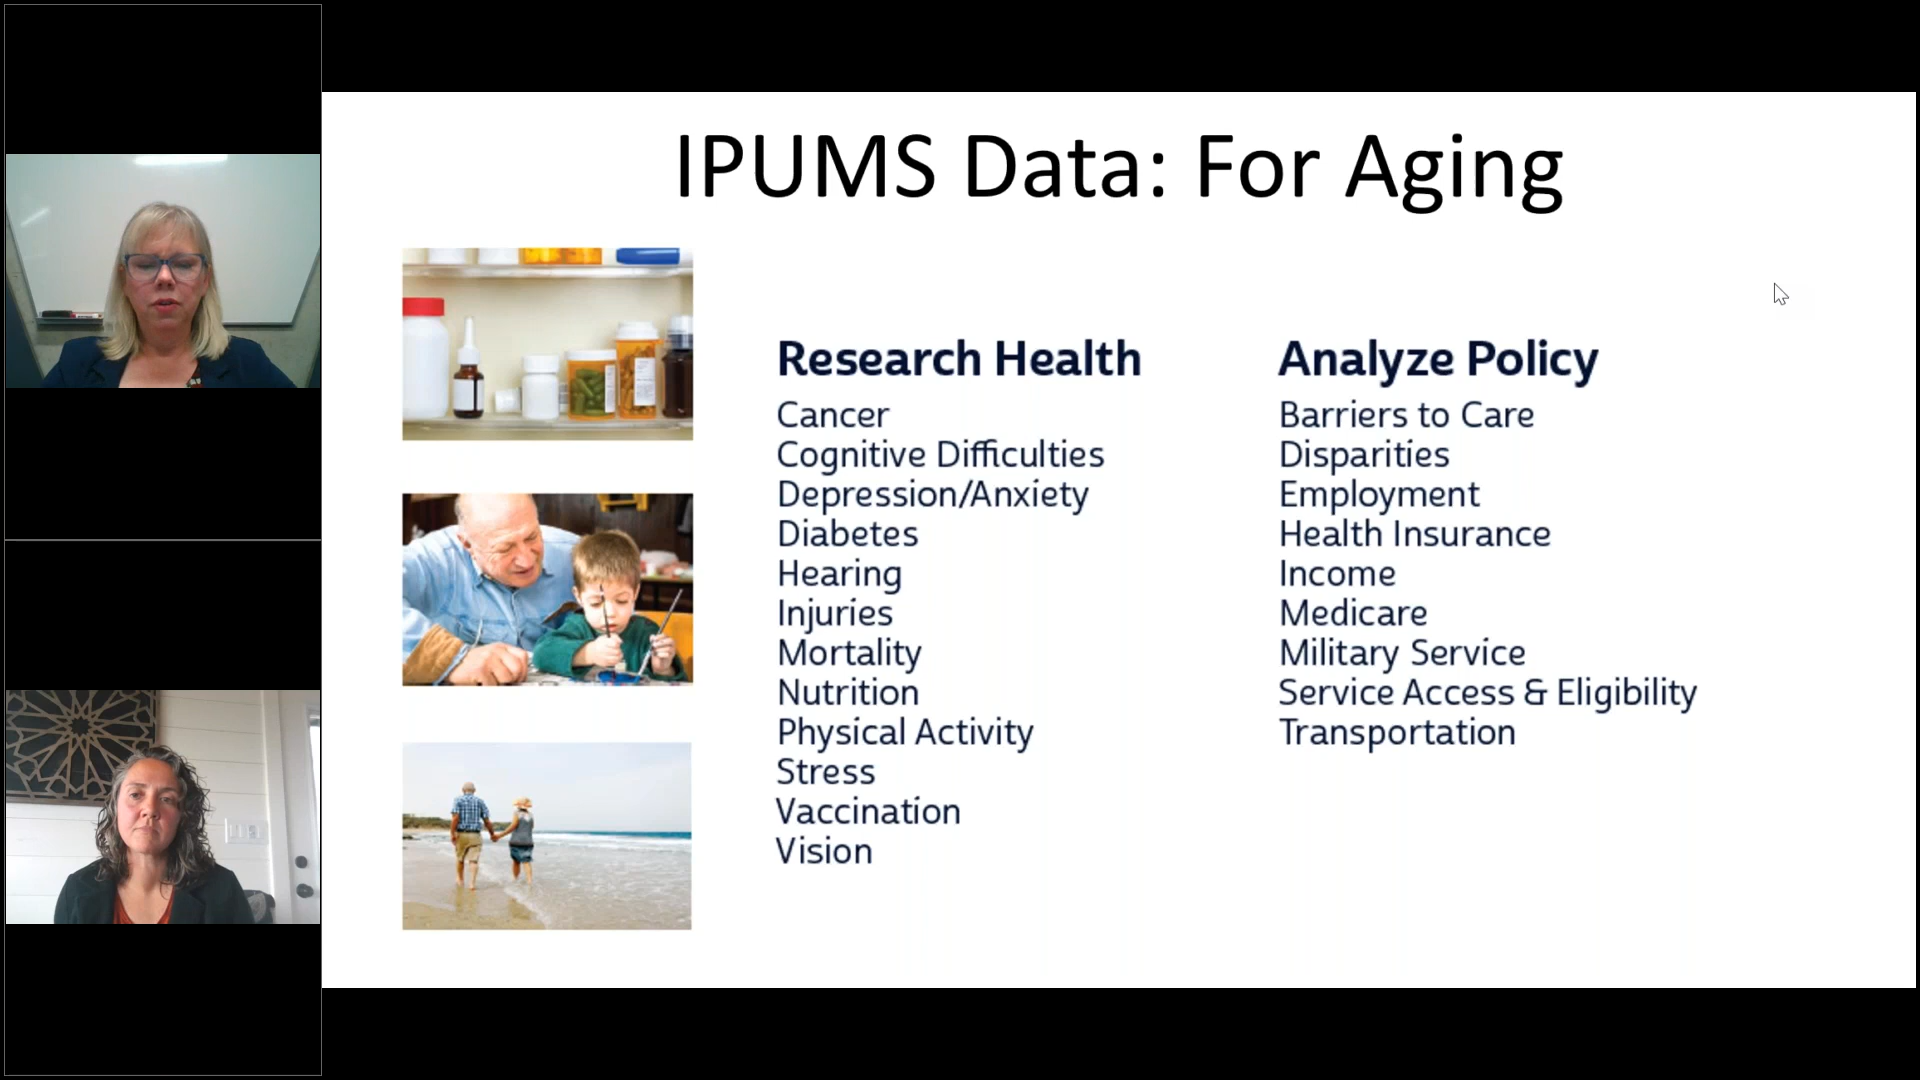 IPUMS Data: For Aging
Research Health
Cancer
Cognitive Difficulties
Depression/Anxiety
Diabetes
Hearing
Injuries
Mortality
Nutrition
Physical Activity
Stress
Vaccination
Vision
Analyze Policy
Barriers to Care
Disparities
Employment
Health Insurance
Income
Medicare
Military Service
Service Access & Eligibility
Transportation